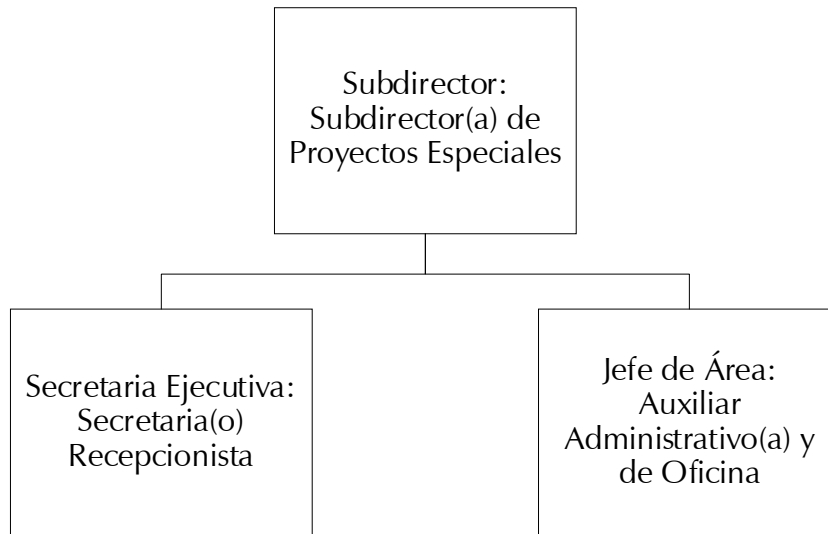 Subdirector:
Subdirector(a) de
Proyectos Especiales
Secretaria Ejecutiva:
Secretaria(o)
Recepcionista
Jefe de Área:
Auxiliar
Administrativo(a) y
de Oficina